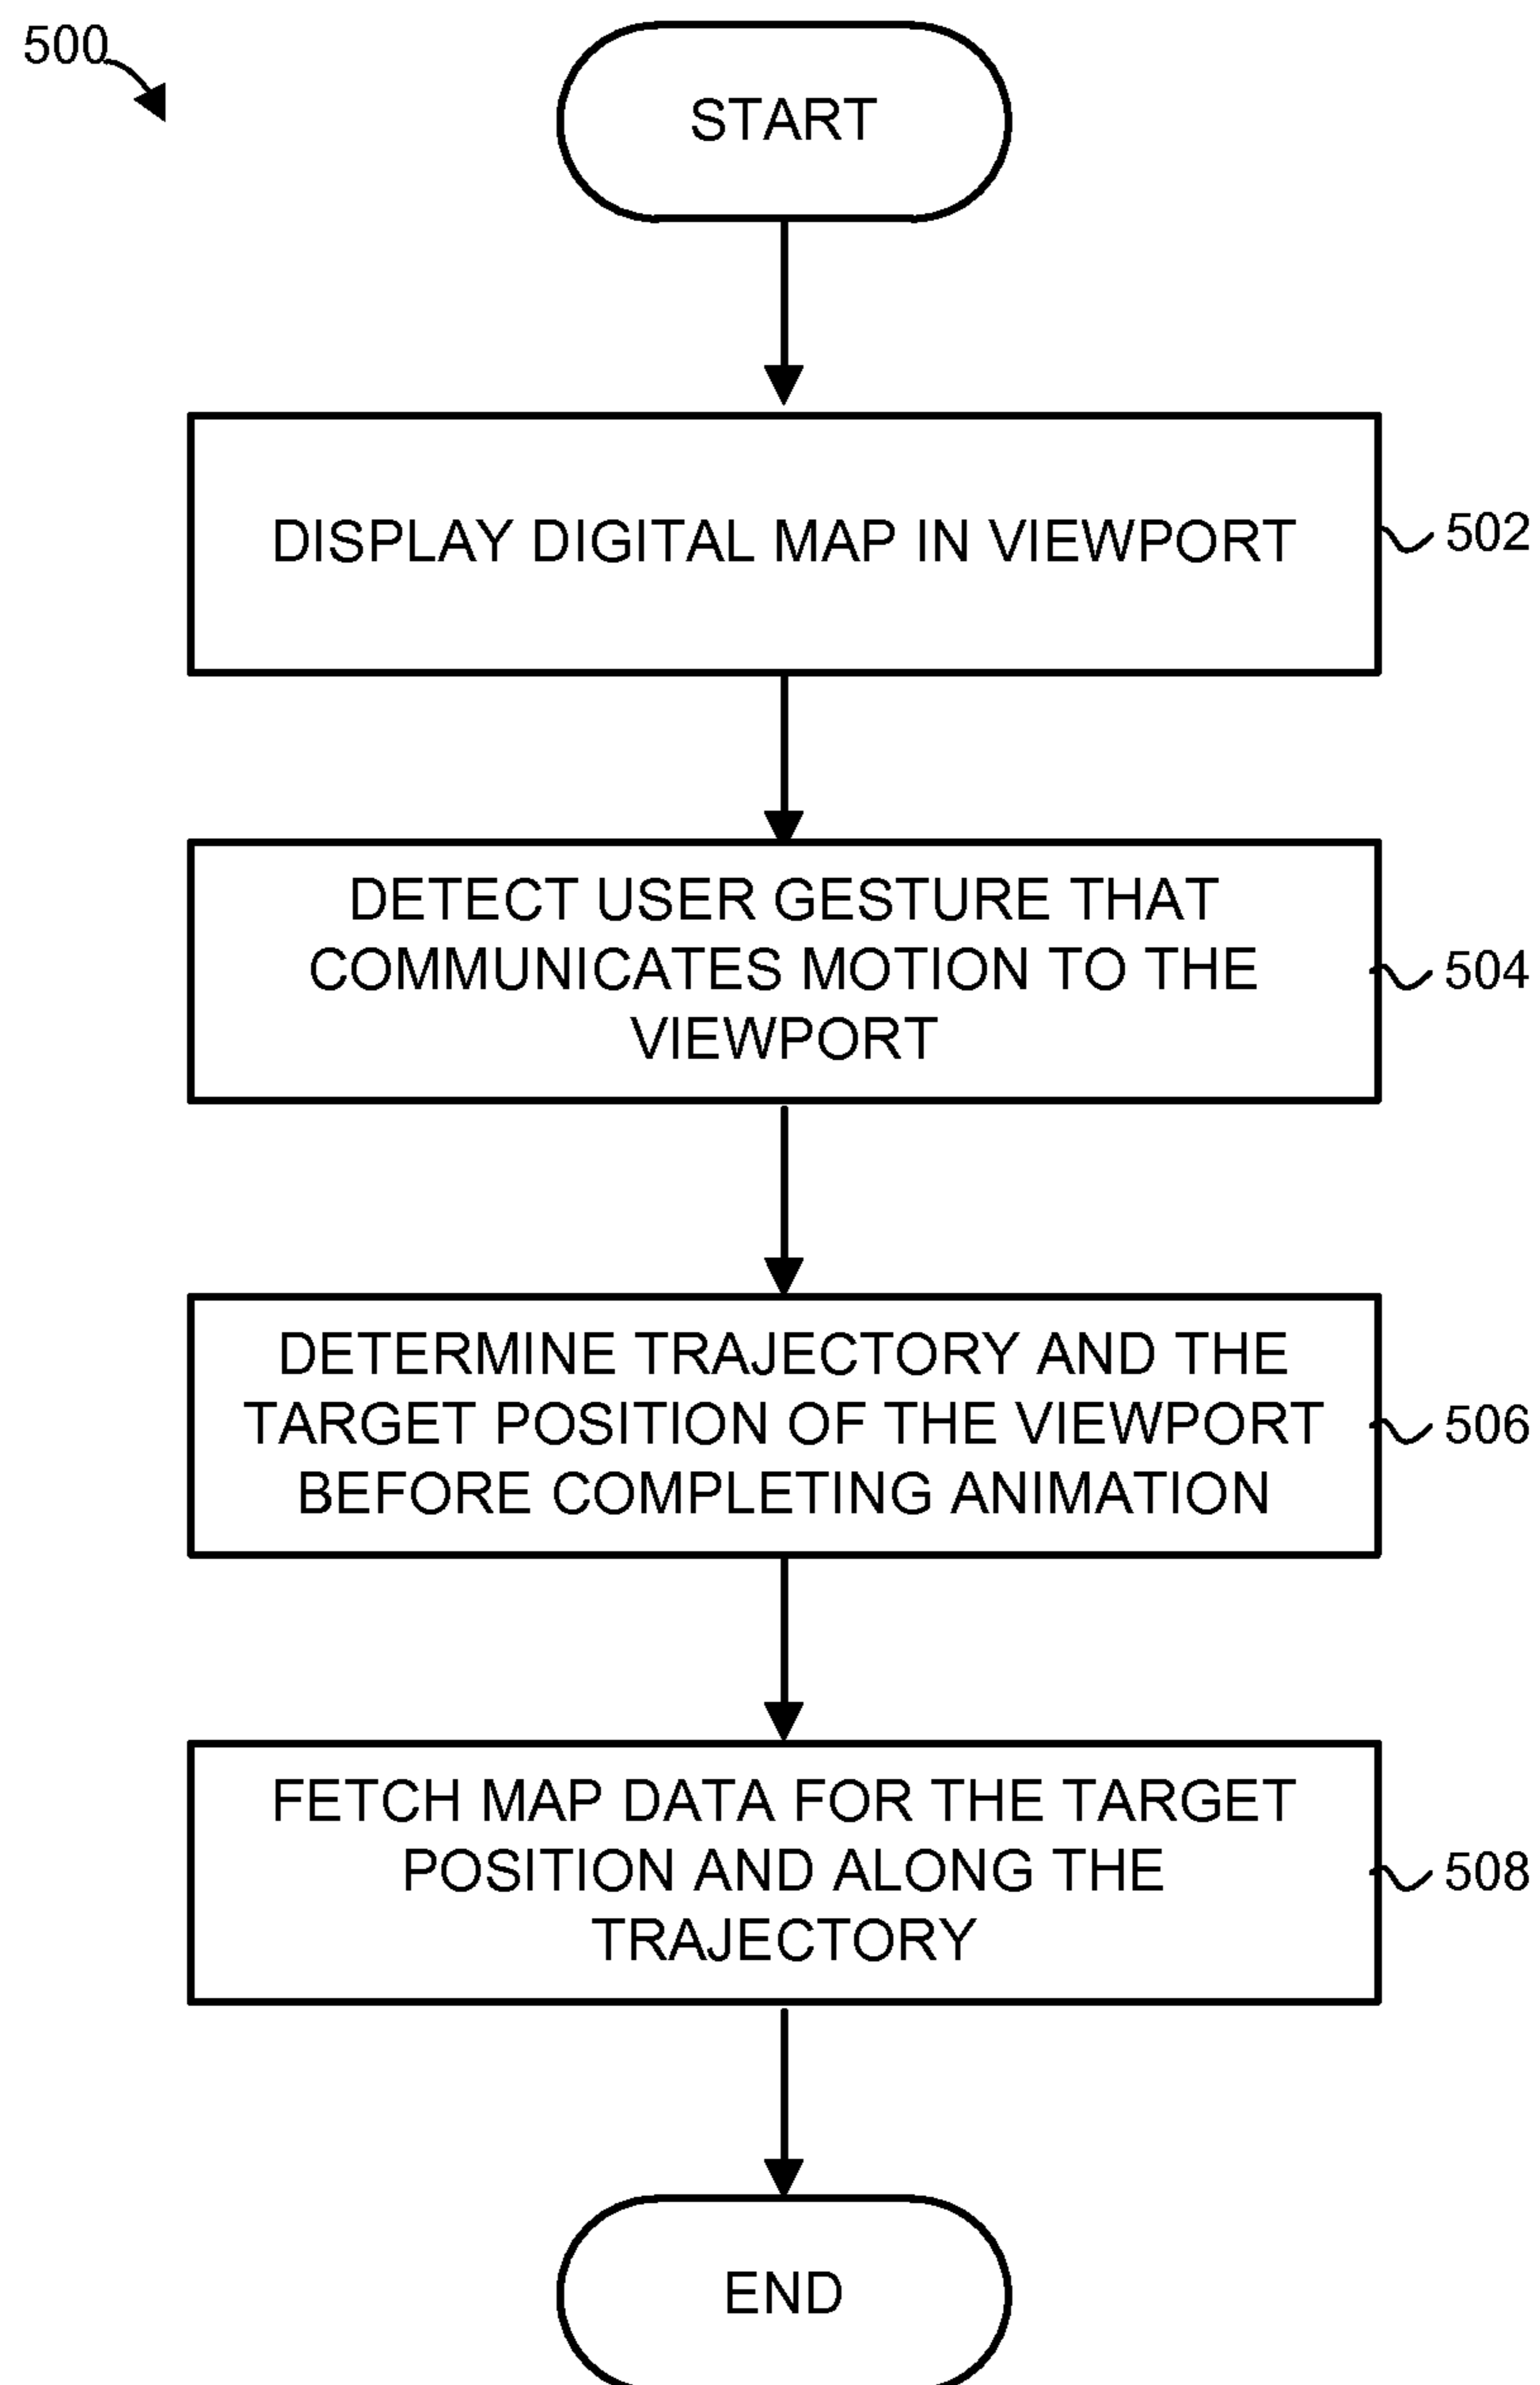 500
START
DISPLAY DIGITAL MAP IN VIEWPORT
502
DETECT USER GESTURE THAT
COMMUNICATES MOTION TO THE
VIEWPORT
504
DETERMINE TRAJECTORY AND THE
TARGET POSITION OF THE VIEWPORT
BEFORE COMPLETING ANIMATION
506
FETCH MAP DATA FOR THE TARGET
POSITION AND ALONG THE
TRAJECTORY
508
END